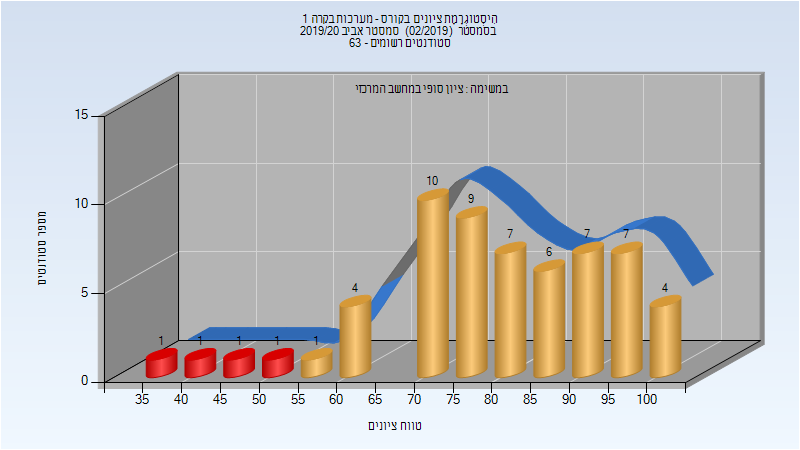 היסטוגרמת ציונים בקורס - מערכות בקרה 1
בסמסטר (02/2019) סמסטר אביב 2019/20
סטודנטים רשומים - 63
במשימה : ציון סופי במחשב המרכזי
מספר סטודנטים
15
10
5
0
1 1 1 1 1 4 10 9 7 6 7 7 4
35 40 45 50 55 60 65 70 75 80 85 90 95 100
טווח ציונים